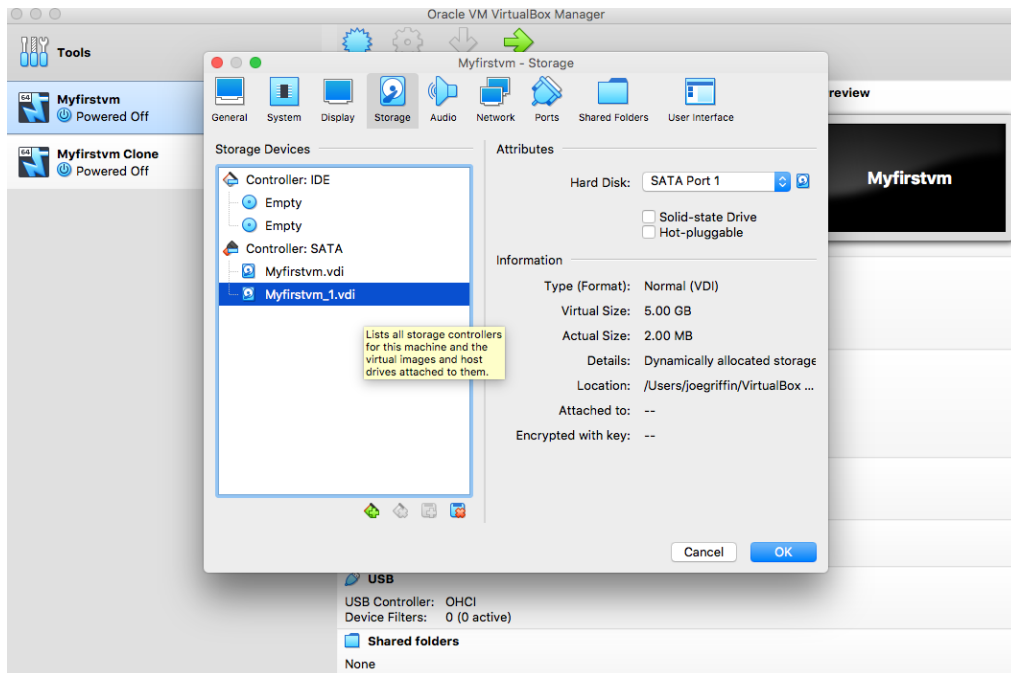 Oracle VM VirtualBox Manager
Tools
64
Myfirstvm
Powered Off
64
Myfirstvm Clone
Powered Off
Myfirstvm - Storage
General
System
Display
Storage
Audio
Network
Ports
Shared Folders
User Interface
Storage Devices
Controller: IDE
Empty
Empty
Controller: SATA
Myfirstvm.vdi
Myfirstvm_1.vdi
Lists all storage controllers
for this machine and the
virtual images and host
drives attached to them.
Attributes
Hard Disk: SATA Port 1
Solid-state Drive
Hot-pluggable
Information
Type (Format): Normal (VDI)
Virtual Size: 5.00 GB
Actual Size: 2.00 MB
Details: Dynamically allocated storage
Location: /Users/joegriffin/VirtualBox ...
Attached to: --
Encrypted with key: --
Cancel
OK
review
Myfirstvm
USB
USB Controller: OHCI
Device Filters: 0 (0 active)
Shared folders
None